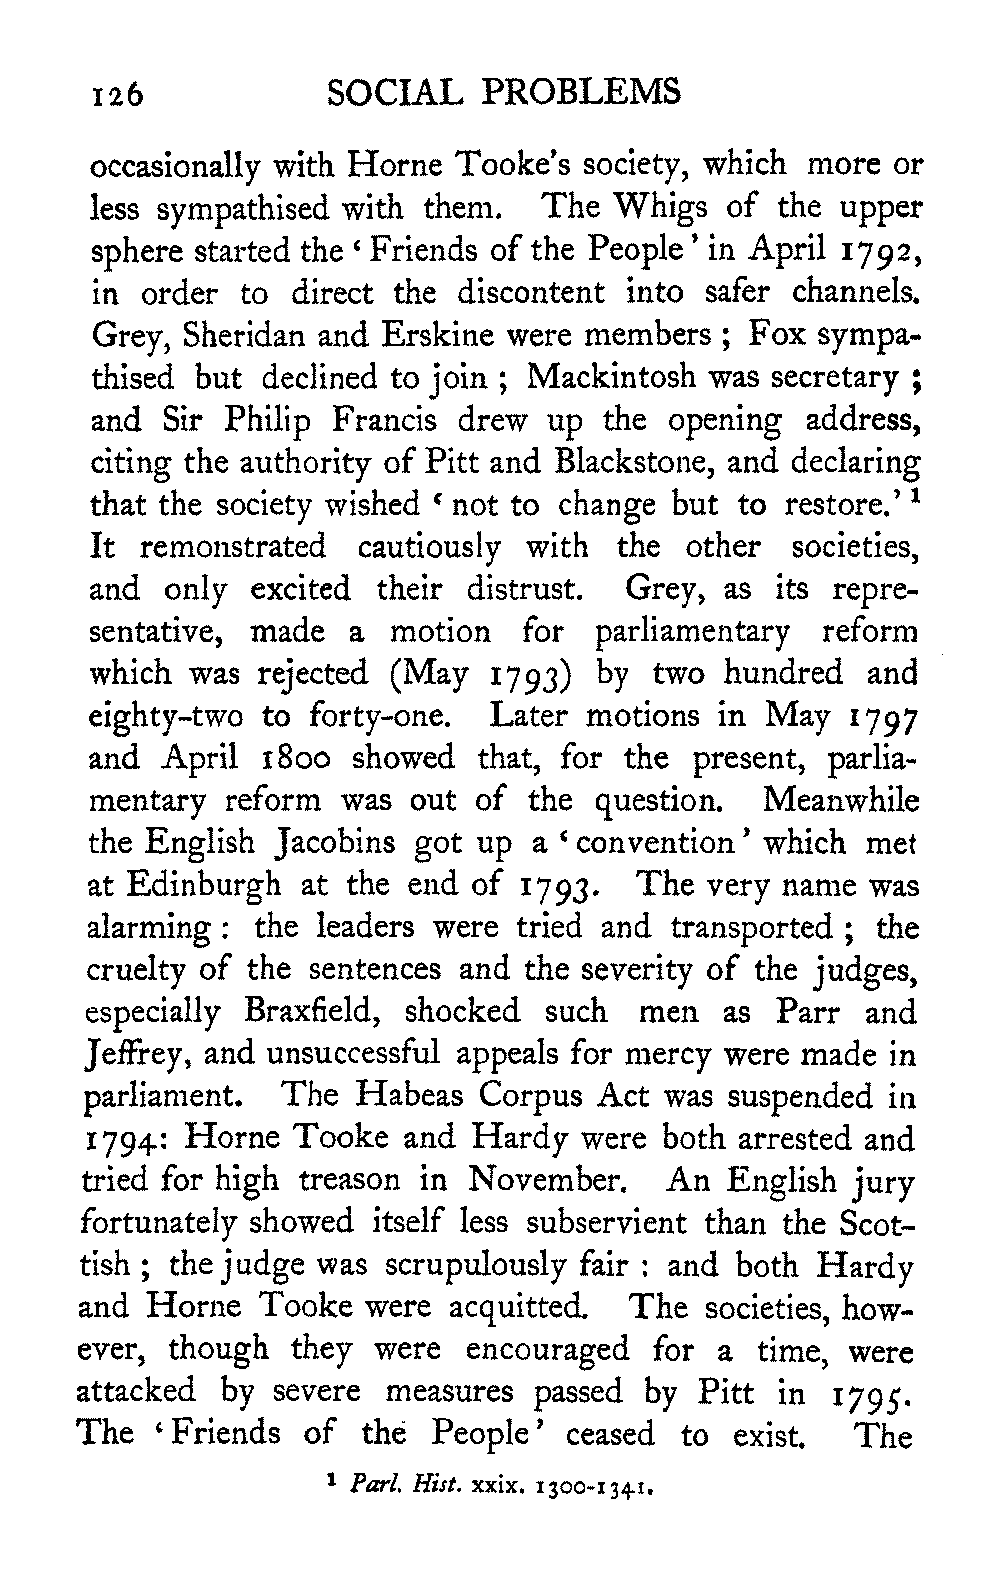 126 SOCIAL PROBLEMS
occasionally with Horne Tooke's society, which more or
less sympathised with them. The Whigs of the upper
sphere started the ‘ Friends of the People ’ in April 1792,
in order to direct the discontent into safer channels.
Grey, Sheridan and Erskine were members ; Fox sympa-
thised but declined to join ; Mackintosh was secretary ;
and Sir Philip Francis drew up the opening address,
citing the authority of Pitt and Blackstone, and declaring
that the society wished ‘ not to change but to restore.’ ¹
It remonstrated cautiously with the other societies,
and only excited their distrust. Grey, as its repre-
sentative, made a motion for parliamentary reform
which was rejected (May 1793) by two hundred and
eighty-two to forty-one. Later motions in May 1797
and April 1800 showed that, for the present, parlia-
mentary reform was out of the question. Meanwhile
the English Jacobins got up a ‘ convention ’ which met
at Edinburgh at the end of 1793. The very name was
alarming : the leaders were tried and transported ; the
cruelty of the sentences and the severity of the judges,
especially Braxfield, shocked such men as Parr and
Jeffrey, and unsuccessful appeals for mercy were made in
parliament. The Habeas Corpus Act was suspended in
1794: Horne Tooke and Hardy were both arrested and
tried for high treason in November. An English jury
fortunately showed itself less subservient than the Scot-
tish ; the judge was scrupulously fair : and both Hardy
and Horne Tooke were acquitted. The societies, how-
ever, though they were encouraged for a time, were
attacked by severe measures passed by Pitt in 1795.
The ‘ Friends of the People ’ ceased to exist. The
¹ Parl. Hist. xxix. 1300-1341.